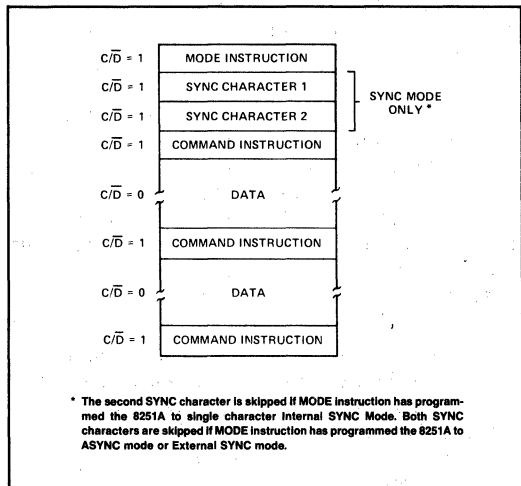 C/D̅ = 1 MODE INSTRUCTION
C/D̅ = 1 SYNC CHARACTER 1
SYNC MODE
ONLY *
C/D̅ = 1 SYNC CHARACTER 2
C/D̅ = 1 COMMAND INSTRUCTION
C/D̅ = 0 DATA
C/D̅ = 1 COMMAND INSTRUCTION
C/D̅ = 0 DATA
C/D̅ = 1 COMMAND INSTRUCTION
* The second SYNC character is skipped if MODE instruction has program-
med the 8251A to single character Internal SYNC Mode. Both SYNC
characters are skipped if MODE instruction has programmed the 8251A to
ASYNC mode or External SYNC mode.